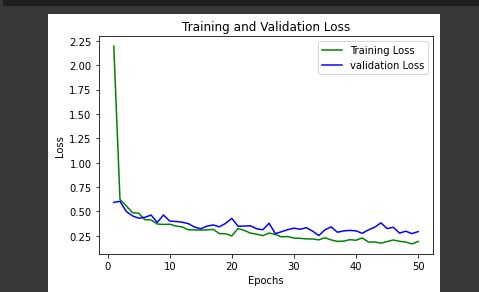 Training and Validation Loss
Training Loss
validation Loss
2.25
2.00
1.75
1.50
1.25
1.00
0.75
0.50
0.25
Loss
0 10 20 30 40 50
Epochs